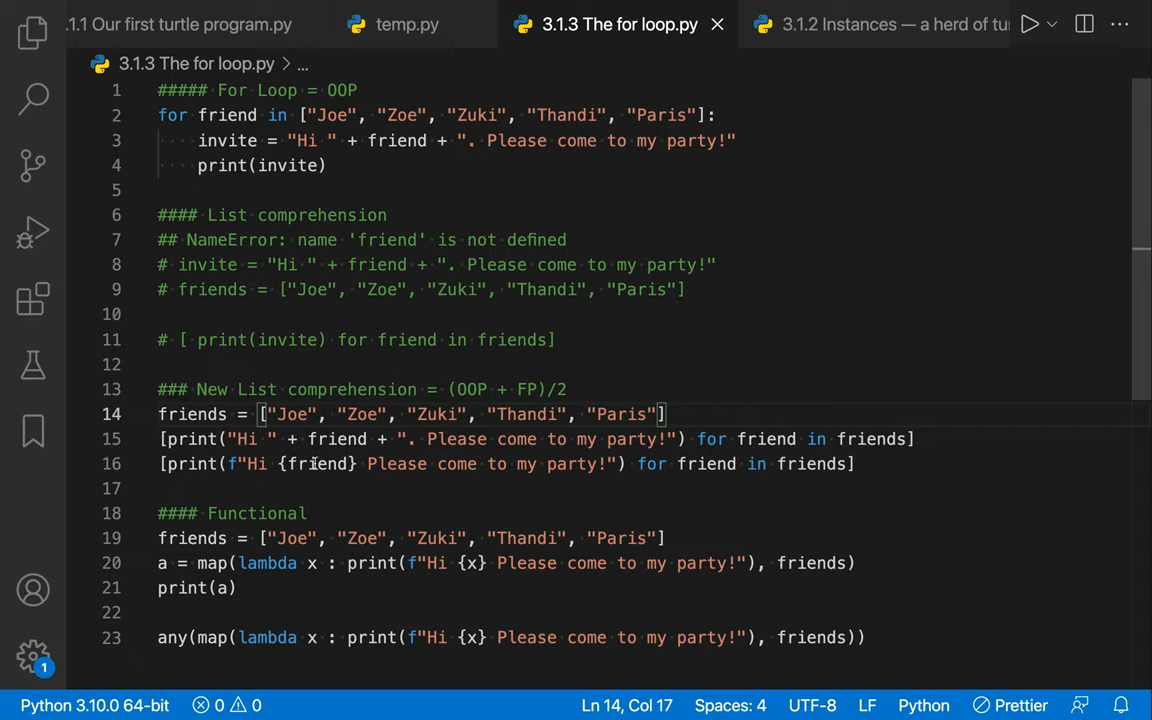 .1.1 Our first turtle program.py temp.py 3.1.3 The for loop.py 3.1.2 Instances — a herd of tu
3.1.3 The for loop.py > ...
1 ##### For Loop = OOP
2 for friend in ["Joe", "Zoe", "Zuki", "Thandi", "Paris"]:
3 invite = "Hi " + friend + ". Please come to my party!"
4 print(invite)
5
6 #### List comprehension
7 ## NameError: name 'friend' is not defined
8 # invite = "Hi " + friend + ". Please come to my party!"
9 # friends = ["Joe", "Zoe", "Zuki", "Thandi", "Paris"]
10
11 # [ print(invite) for friend in friends]
12
13 ### New List comprehension = (OOP + FP)/2
14 friends = ["Joe", "Zoe", "Zuki", "Thandi", "Paris"]
15 [print("Hi " + friend + ". Please come to my party!") for friend in friends]
16 [print(f"Hi {friend} Please come to my party!") for friend in friends]
17
18 #### Functional
19 friends = ["Joe", "Zoe", "Zuki", "Thandi", "Paris"]
20 a = map(lambda x : print(f"Hi {x} Please come to my party!"), friends)
21 print(a)
22
23 any(map(lambda x : print(f"Hi {x} Please come to my party!"), friends))
1
Python 3.10.0 64-bit 0 0 Ln 14, Col 17 Spaces: 4 UTF-8 LF Python Prettier